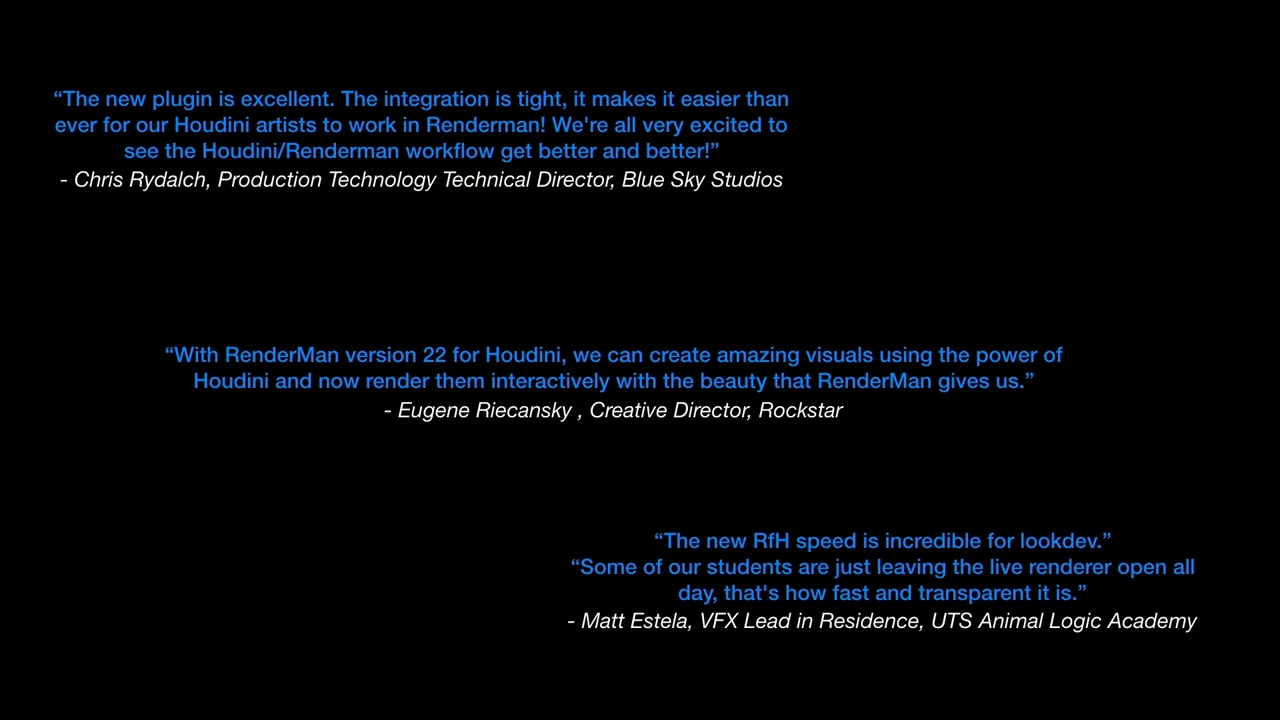 “The new plugin is excellent. The integration is tight, it makes it easier than
ever for our Houdini artists to work in Renderman! We're all very excited to
see the Houdini/Renderman workflow get better and better!”
- Chris Rydalch, Production Technology Technical Director, Blue Sky Studios
“With RenderMan version 22 for Houdini, we can create amazing visuals using the power of
Houdini and now render them interactively with the beauty that RenderMan gives us.”
- Eugene Riecansky , Creative Director, Rockstar
“The new RfH speed is incredible for lookdev.”
“Some of our students are just leaving the live renderer open all
day, that's how fast and transparent it is.”
- Matt Estela, VFX Lead in Residence, UTS Animal Logic Academy